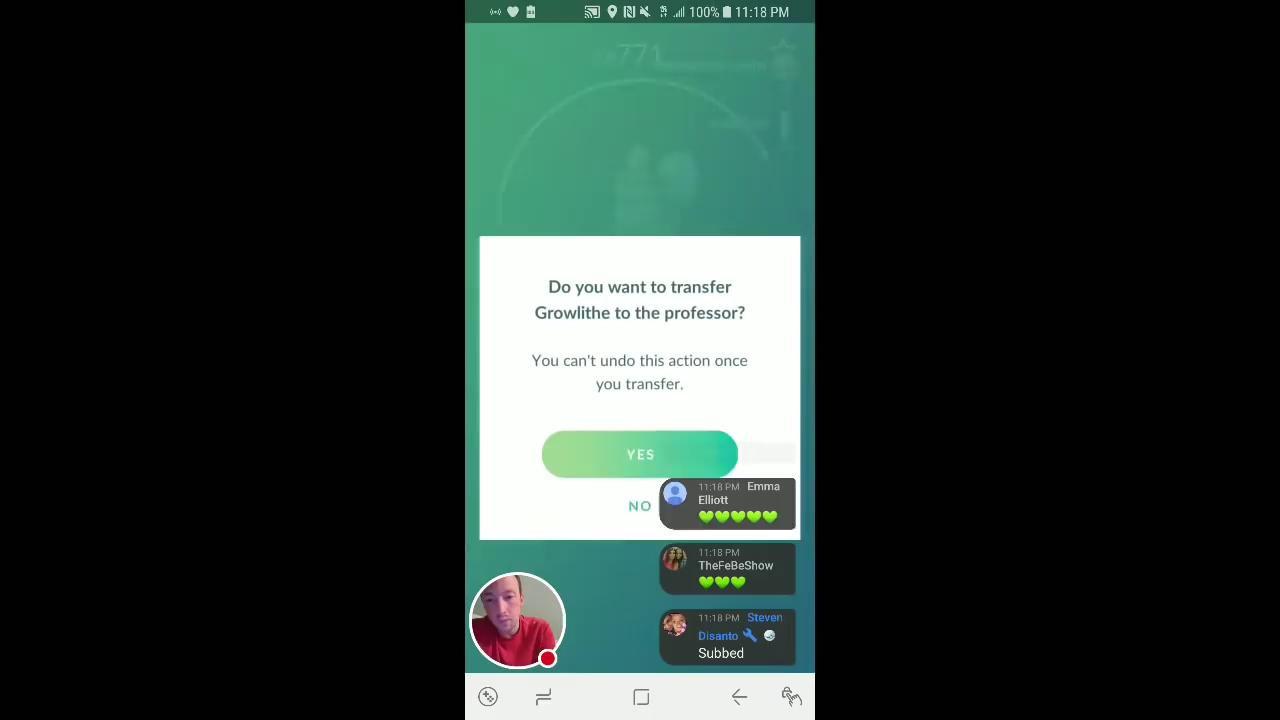 100% 11:18 PM
771
Do you want to transfer
Growlithe to the professor?
You can't undo this action once
you transfer.
YES
NO
11:18 PM Emma
Elliott
💚💚💚💚💚
11:18 PM
TheFeBeShow
💚💚💚
11:18 PM Steven
Disanto
Subbed